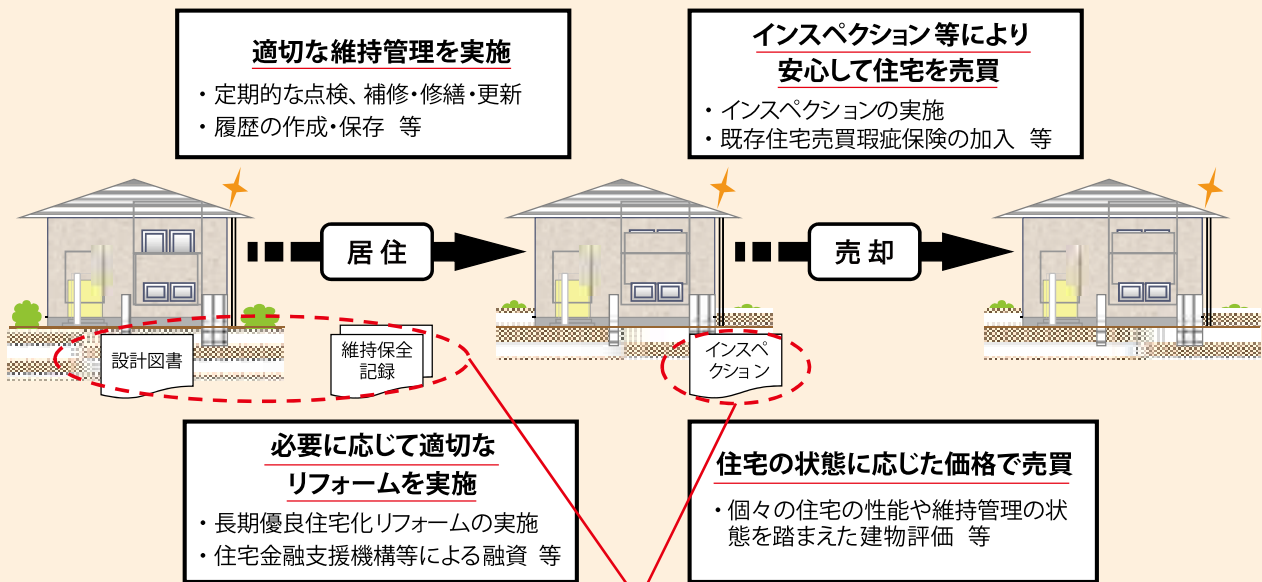 適切な維持管理を実施
・定期的な点検、補修・修繕・更新
・履歴の作成・保存 等
インスペクション等により
安心して住宅を売買
・インスペクションの実施
・既存住宅売買瑕疵保険の加入 等
居住
売却
設計図書
維持保全
記録
インスペ
クション
必要に応じて適切な
リフォームを実施
・長期優良住宅化リフォームの実施
・住宅金融支援機構等による融資 等
住宅の状態に応じた価格で売買
・個々の住宅の性能や維持管理の状
態を踏まえた建物評価 等